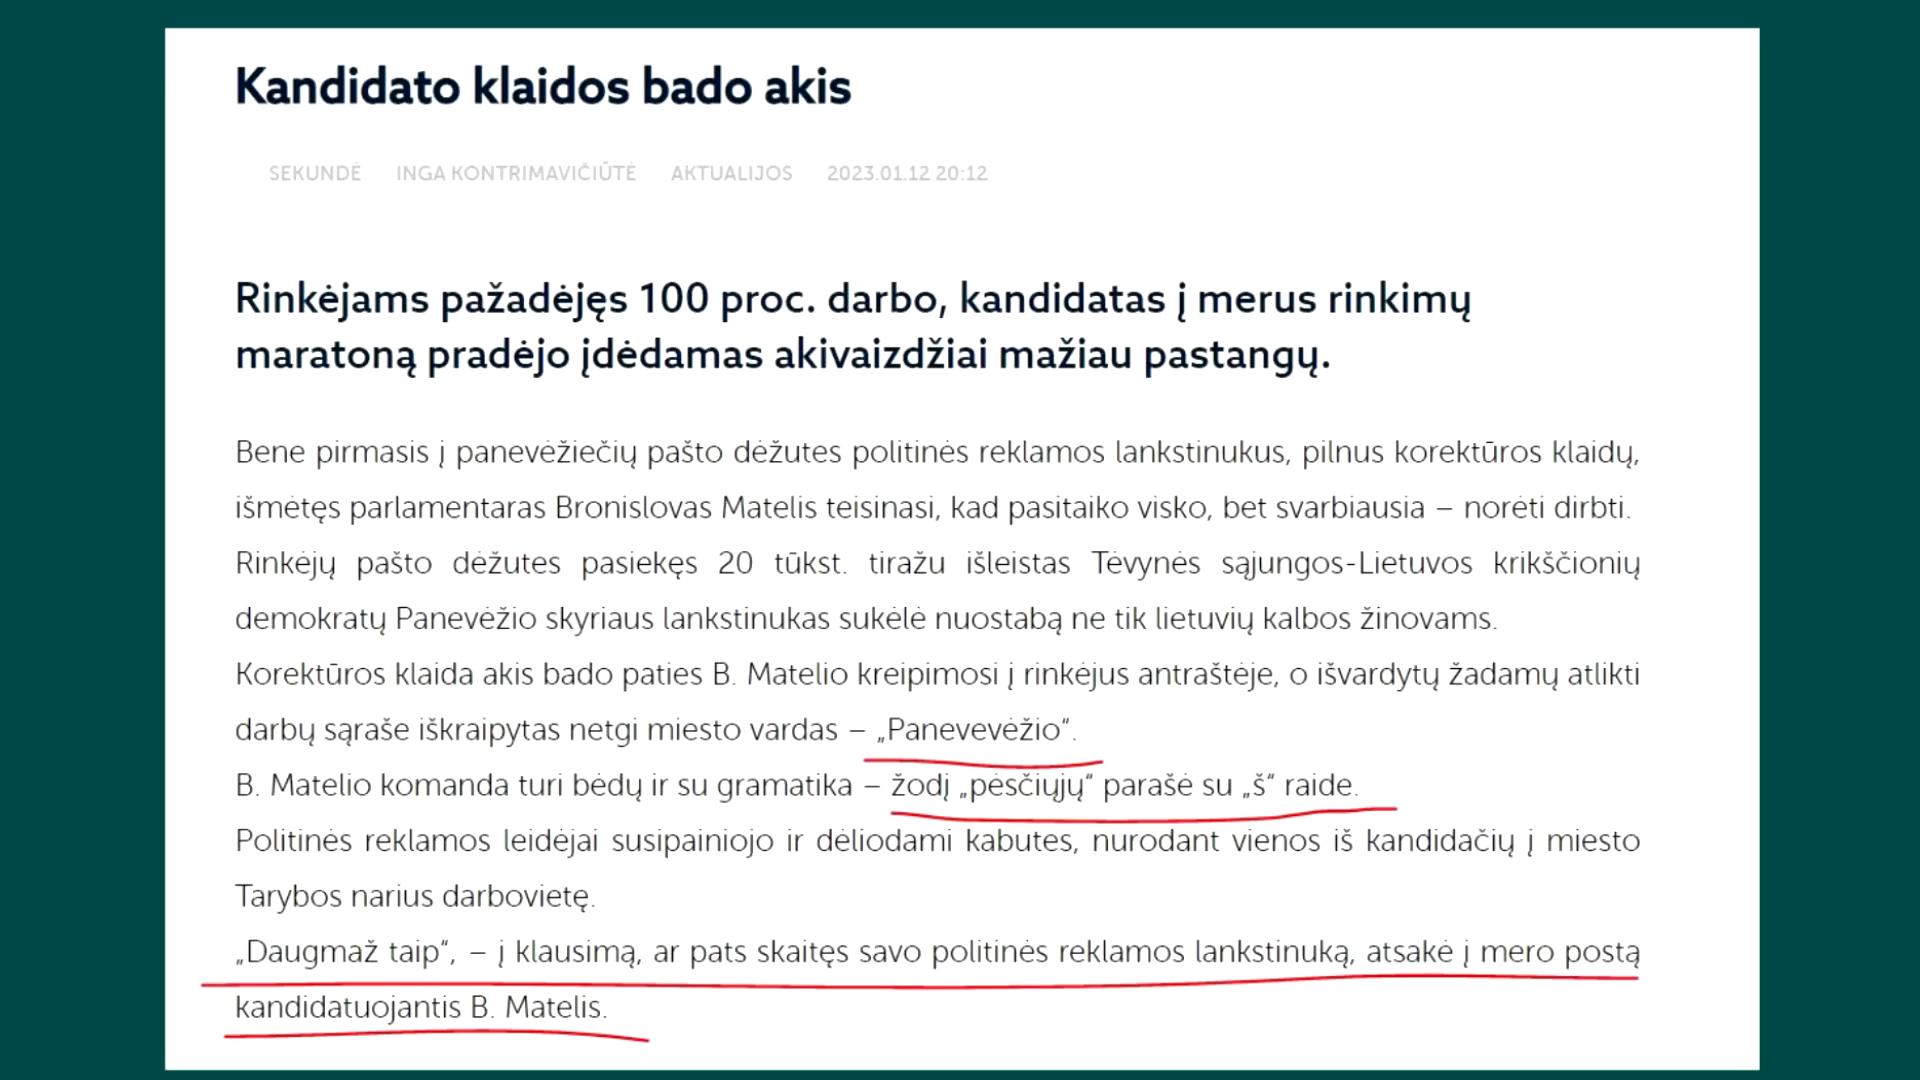 Kandidato klaidos bado akis
SEKUNDĖ INGA KONTRIMAVIČIŪTĖ AKTUALIJOS 2023.01.12 20:12
Rinkėjams pažadėjęs 100 proc. darbo, kandidatas į merus rinkimų
maratoną pradėjo įdėdamas akivaizdžiai mažiau pastangų.
Bene pirmasis į panevėžiečių pašto dėžutes politinės reklamos lankstinukus, pilnus korektūros klaidų,
išmėtęs parlamentaras Bronislovas Matelis teisinasi, kad pasitaiko visko, bet svarbiausia – norėti dirbti.
Rinkėjų pašto dėžutes pasiekęs 20 tūkst. tiražu išleistas Tėvynės sąjungos-Lietuvos krikščionių
demokratų Panevėžio skyriaus lankstinukas sukėlė nuostabą ne tik lietuvių kalbos žinovams.
Korektūros klaida akis bado paties B. Matelio kreipimosi į rinkėjus antraštėje, o išvardytų žadamų atlikti
darbų sąraše iškraipytas netgi miesto vardas – „Panevevėžio“.
B. Matelio komanda turi bėdų ir su gramatika – žodį „pėsčiųjų“ parašė su „š“ raide.
Politinės reklamos leidėjai susipainiojo ir dėliodami kabutes, nurodant vienos iš kandidačių į miesto
Tarybos narius darbovietę.
„Daugmaž taip“, – į klausimą, ar pats skaitęs savo politinės reklamos lankstinuką, atsakė į mero postą
kandidatuojantis B. Matelis.